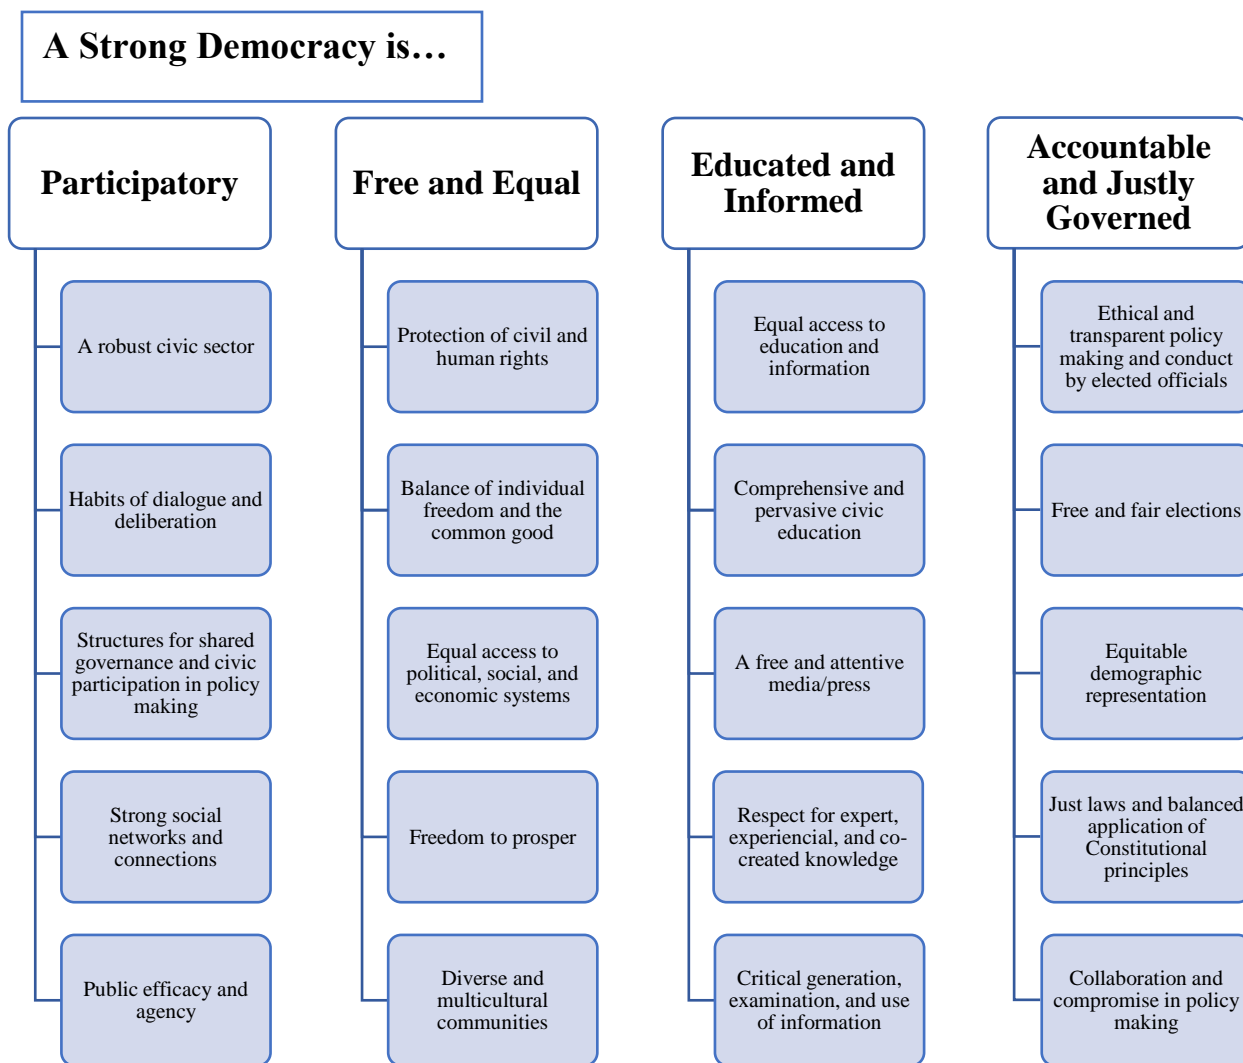 A Strong Democracy is…
Participatory
A robust civic sector
Habits of dialogue and
deliberation
Structures for shared
governance and civic
participation in policy
making
Strong social
networks and
connections
Public efficacy and
agency
Free and Equal
Protection of civil and
human rights
Balance of individual
freedom and the
common good
Equal access to
political, social, and
economic systems
Freedom to prosper
Diverse and
multicultural
communities
Educated and
Informed
Equal access to
education and
information
Comprehensive and
pervasive civic
education
A free and attentive
media/press
Respect for expert,
experiencial, and co-
created knowledge
Critical generation,
examination, and use
of information
Accountable
and Justly
Governed
Ethical and
transparent policy
making and conduct
by elected officials
Free and fair elections
Equitable
demographic
representation
Just laws and balanced
application of
Constitutional
principles
Collaboration and
compromise in policy
making